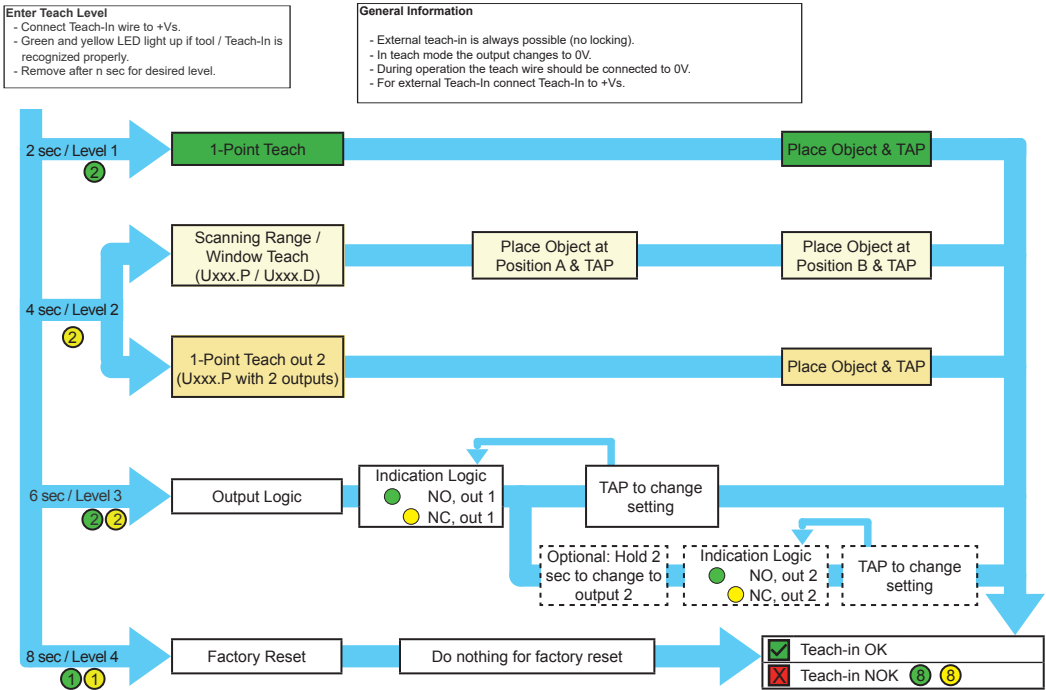 Enter Teach Level
- Connect Teach-In wire to +Vs.
- Green and yellow LED light up if tool / Teach-In is
recognized properly.
- Remove after n sec for desired level.
General Information
- External teach-in is always possible (no locking).
- In teach mode the output changes to 0V.
- During operation the teach wire should be connected to 0V.
- For external Teach-In connect Teach-In to +Vs.
2 sec / Level 1
2
1-Point Teach
Place Object & TAP
4 sec / Level 2
2
Scanning Range /
Window Teach
(Uxxx.P / Uxxx.D)
Place Object at
Position A & TAP
Place Object at
Position B & TAP
1-Point Teach out 2
(Uxxx.P with 2 outputs)
Place Object & TAP
6 sec / Level 3
2 2
Output Logic
Indication Logic
NO, out 1
NC, out 1
TAP to change
setting
Optional: Hold 2
sec to change to
output 2
Indication Logic
NO, out 2
NC, out 2
TAP to change
setting
8 sec / Level 4
1 1
Factory Reset
Do nothing for factory reset
Teach-in OK
Teach-in NOK 8 8